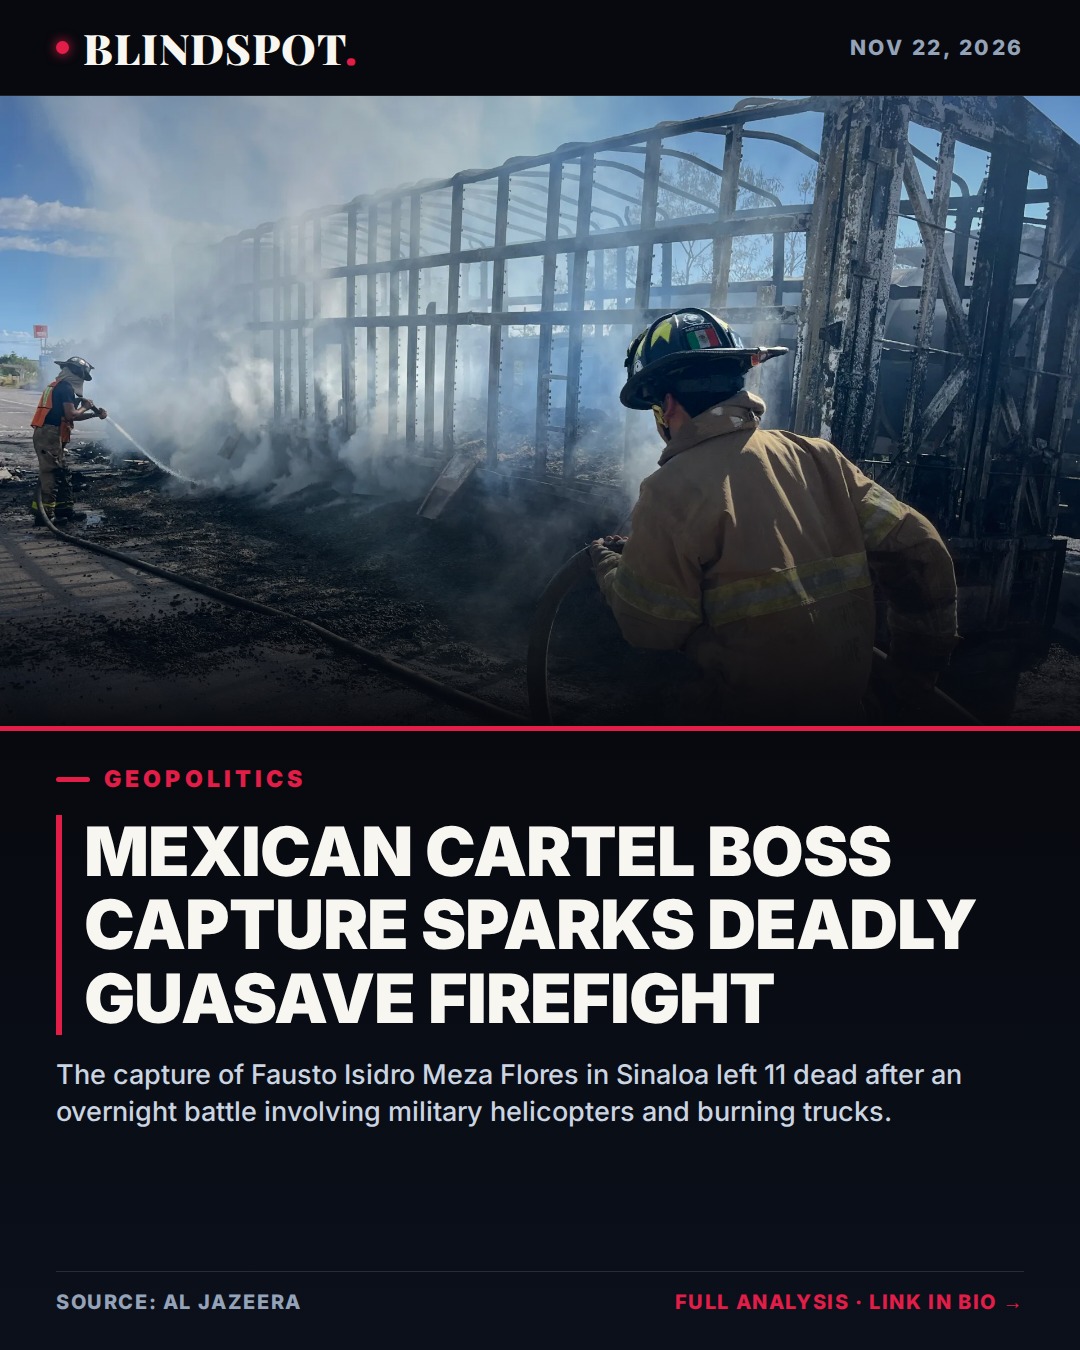 BLINDSPOT.
NOV 22, 2026
GEOPOLITICS
MEXICAN CARTEL BOSS
CAPTURE SPARKS DEADLY
GUASAVE FIREFIGHT
The capture of Fausto Isidro Meza Flores in Sinaloa left 11 dead after an
overnight battle involving military helicopters and burning trucks.
SOURCE: AL JAZEERA
FULL ANALYSIS · LINK IN BIO →